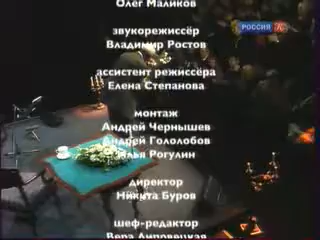 Олег Маликов
РОССИЯ К
звукорежиссёр
Владимир Ростов
ассистент режиссёра
Елена Степанова
монтаж
Андрей Чернышев
Андрей Гололобов
Илья Рогулин
директор
Никита Буров
шеф-редактор
Вера